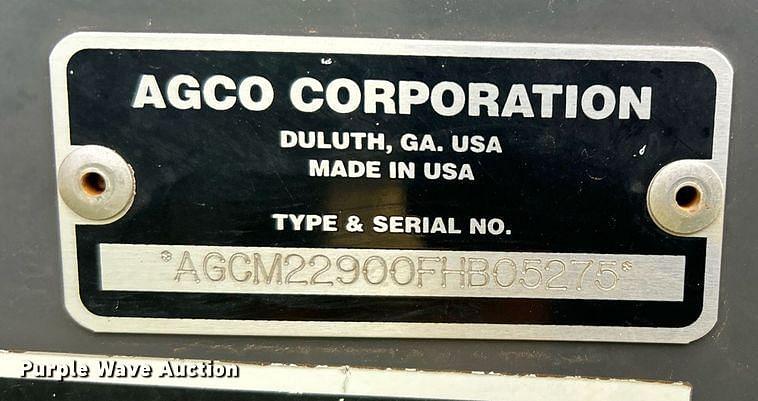 AGCO CORPORATION
DULUTH, GA. USA
MADE IN USA
TYPE & SERIAL NO.
*AGCM22900FHB05275*
Purple Wave Auction